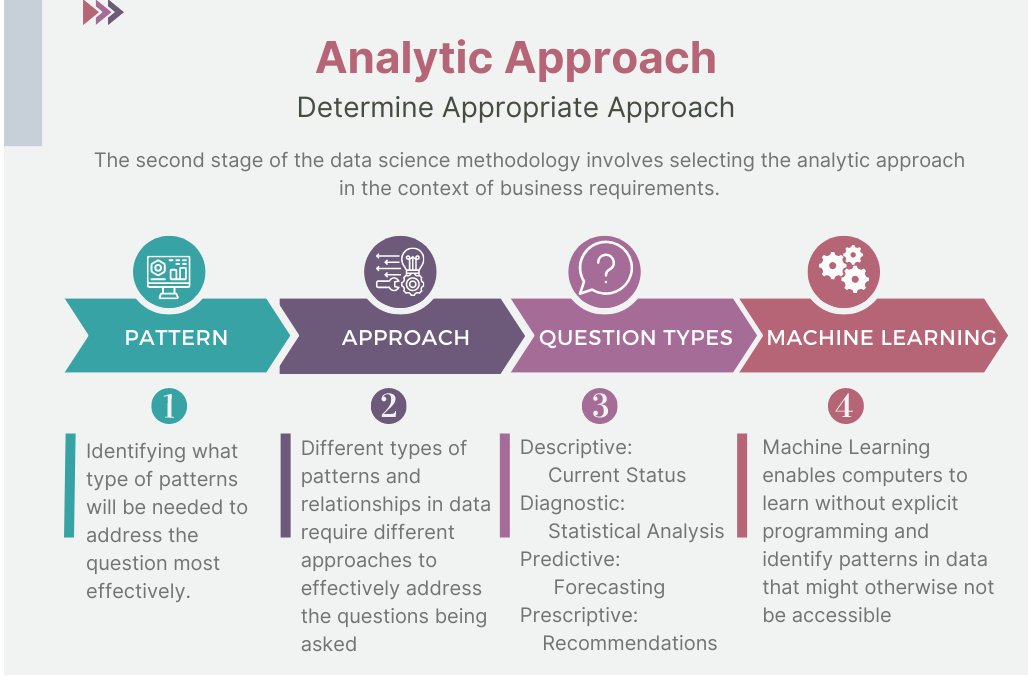 Analytic Approach
Determine Appropriate Approach
The second stage of the data science methodology involves selecting the analytic approach
in the context of business requirements.
PATTERN
1
Identifying what
type of patterns
will be needed to
address the
question most
effectively.
APPROACH
2
Different types of
patterns and
relationships in data
require different
approaches to
effectively address
the questions being
asked
?
QUESTION TYPES
3
Descriptive:
Current Status
Diagnostic:
Statistical Analysis
Predictive:
Forecasting
Prescriptive:
Recommendations
MACHINE LEARNING
4
Machine Learning
enables computers to
learn without explicit
programming and
identify patterns in data
that might otherwise not
be accessible